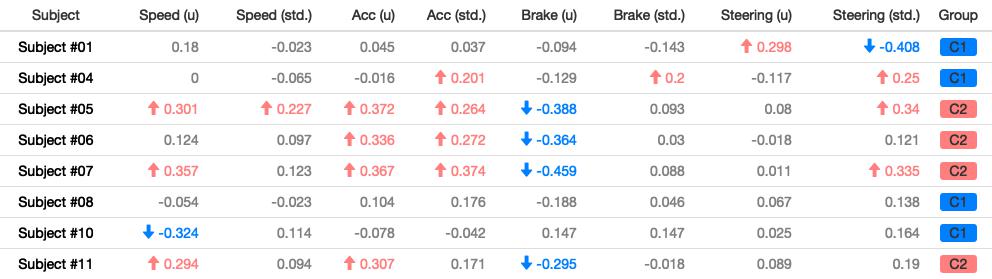 Subject Speed (u) Speed (std.) Acc (u) Acc (std.) Brake (u) Brake (std.) Steering (u) Steering (std.) Group
Subject #01 0.18 -0.023 0.045 0.037 -0.094 -0.143 0.298 -0.408 C1
Subject #04 0 -0.065 -0.016 0.201 -0.129 0.2 -0.117 0.25 C1
Subject #05 0.301 0.227 0.372 0.264 -0.388 0.093 0.08 0.34 C2
Subject #06 0.124 0.097 0.336 0.272 -0.364 0.03 -0.018 0.121 C2
Subject #07 0.357 0.123 0.367 0.374 -0.459 0.088 0.011 0.335 C2
Subject #08 -0.054 -0.023 0.104 0.176 -0.188 0.046 0.067 0.138 C1
Subject #10 -0.324 0.114 -0.078 -0.042 0.147 0.147 0.025 0.164 C1
Subject #11 0.294 0.094 0.307 0.171 -0.295 -0.018 0.089 0.19 C2